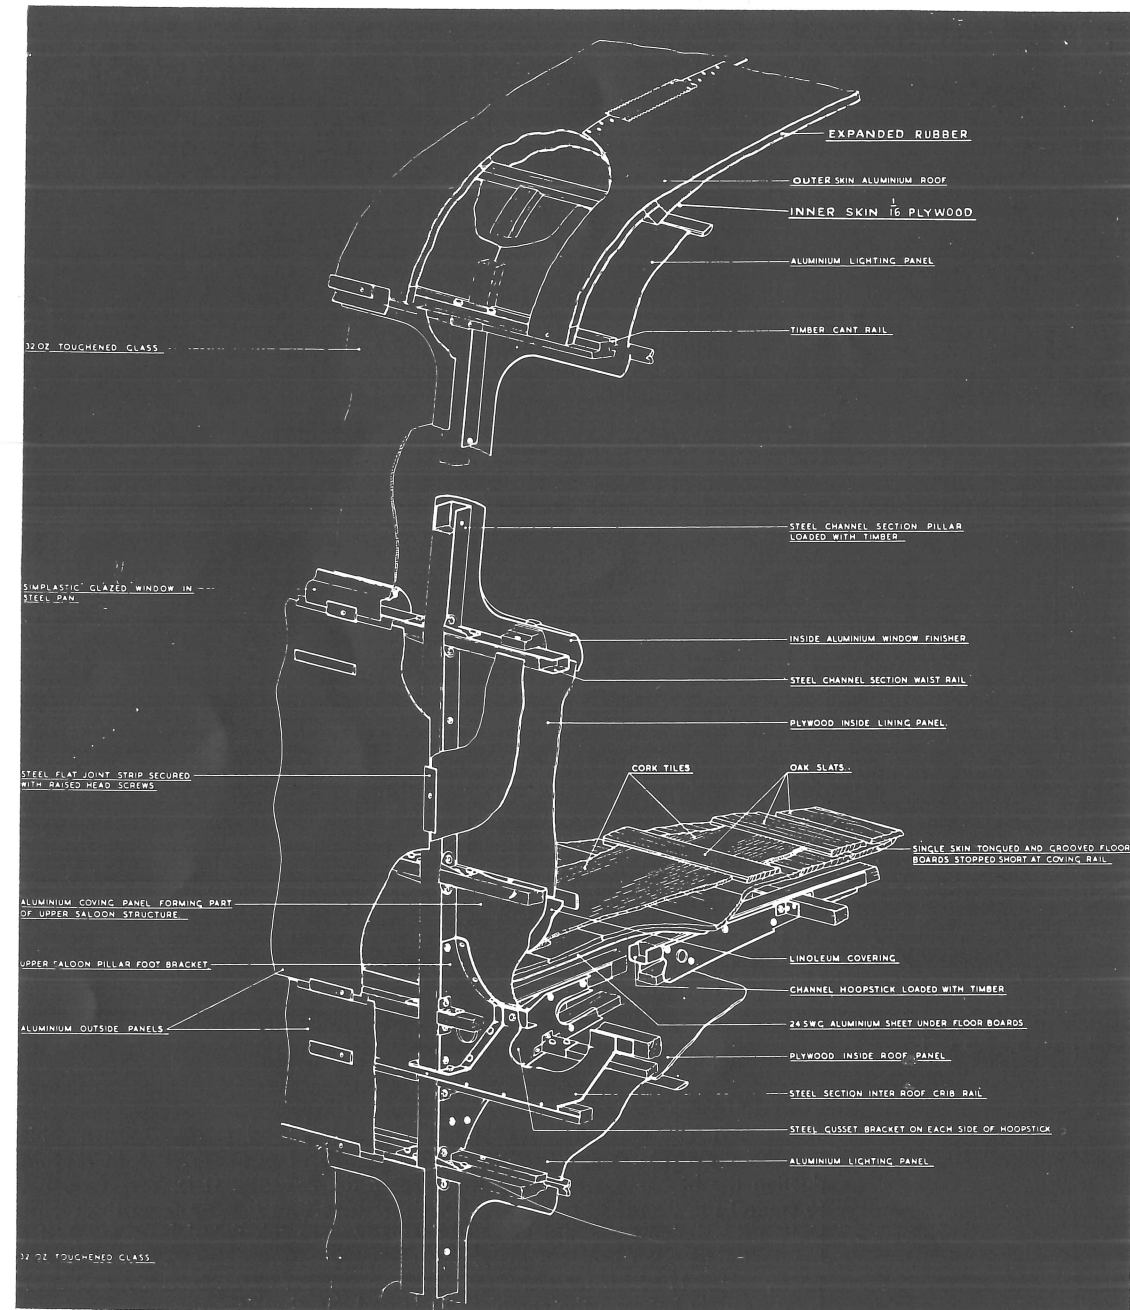 EXPANDED RUBBER
OUTER SKIN ALUMINIUM ROOF
INNER SKIN 1/16 PLYWOOD
ALUMINIUM LIGHTING PANEL
TIMBER CANT RAIL
32 OZ TOUGHENED GLASS
STEEL CHANNEL SECTION PILLAR
LOADED WITH TIMBER
SIMPLASTIC GLAZED WINDOW IN
STEEL PAN
INSIDE ALUMINIUM WINDOW FINISHER
STEEL CHANNEL SECTION WAIST RAIL
PLYWOOD INSIDE LINING PANEL.
STEEL FLAT JOINT STRIP SECURED
WITH RAISED HEAD SCREWS
CORK TILES
OAK SLATS..
SINGLE SKIN TONGUED AND GROOVED FLOOR
BOARDS STOPPED SHORT AT COVING RAIL
ALUMINIUM COVING PANEL FORMING PART
OF UPPER SALOON STRUCTURE.
UPPER SALOON PILLAR FOOT BRACKET
LINOLEUM COVERING
CHANNEL HOOPSTICK LOADED WITH TIMBER
ALUMINIUM OUTSIDE PANELS
24 SWG ALUMINIUM SHEET UNDER FLOOR BOARDS
PLYWOOD INSIDE ROOF PANEL
STEEL SECTION INTER ROOF CRIB RAIL
STEEL GUSSET BRACKET ON EACH SIDE OF HOOPSTICK
ALUMINIUM LIGHTING PANEL
32 OZ TOUGHENED GLASS